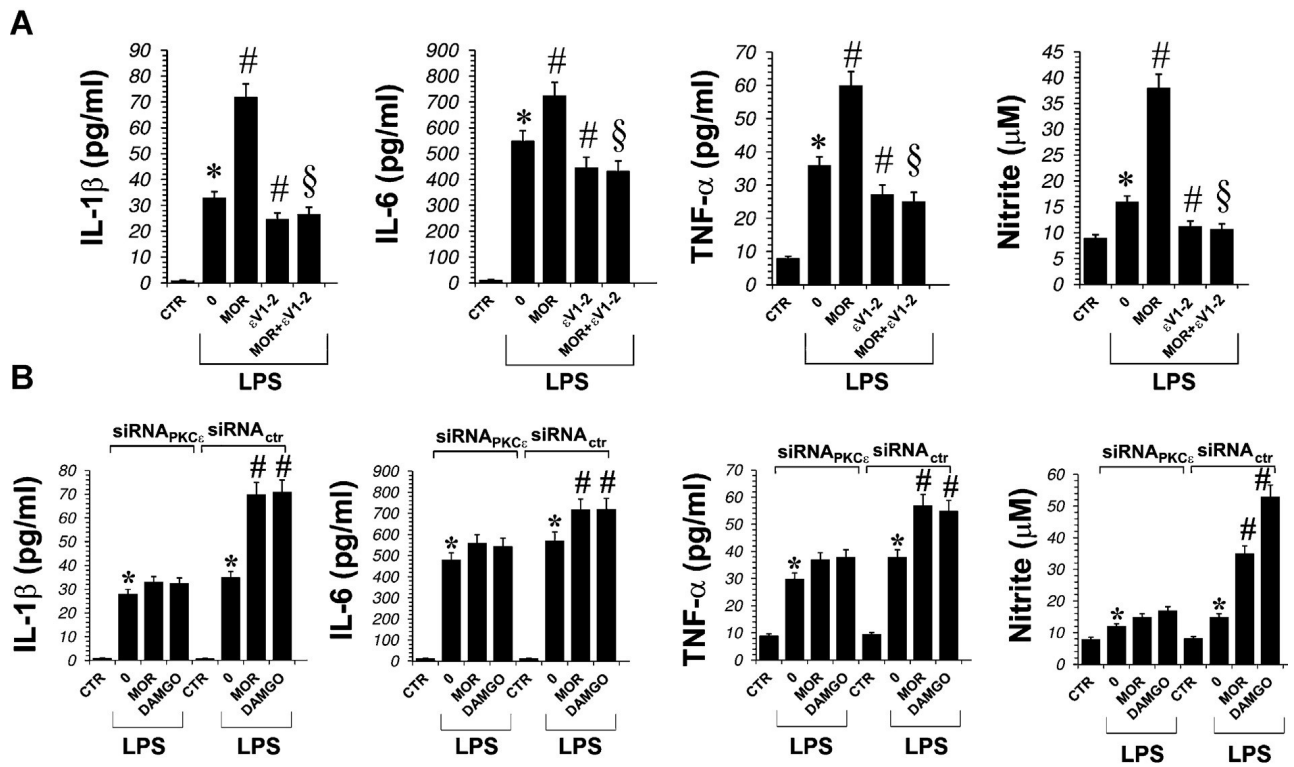 A
IL-1β (pg/ml)
90
80
70
60
50
40
30
20
10
0
*
#
#
§
CTR
0
MOR
εV1-2
MOR+εV1-2
LPS
IL-6 (pg/ml)
900
800
700
600
500
400
300
200
100
0
*
#
#
§
CTR
0
MOR
εV1-2
MOR+εV1-2
LPS
TNF-α (pg/ml)
70
60
50
40
30
20
10
0
*
#
#
§
CTR
0
MOR
εV1-2
MOR+εV1-2
LPS
Nitrite (μM)
45
40
35
30
25
20
15
10
5
0
*
#
#
§
CTR
0
MOR
εV1-2
MOR+εV1-2
LPS
B
siRNAPKCε siRNActr
IL-1β (pg/ml)
80
70
60
50
40
30
20
10
0
*
*
#
#
CTR
0
MOR
DAMGO
CTR
0
MOR
DAMGO
LPS
LPS
siRNAPKCε siRNActr
IL-6 (pg/ml)
900
800
700
600
500
400
300
200
100
0
*
*
#
#
CTR
0
MOR
DAMGO
CTR
0
MOR
DAMGO
LPS
LPS
siRNAPKCε siRNActr
TNF-α (pg/ml)
70
60
50
40
30
20
10
0
*
*
#
#
CTR
0
MOR
DAMGO
CTR
0
MOR
DAMGO
LPS
LPS
siRNAPKCε siRNActr
Nitrite (μM)
60
50
40
30
20
10
0
*
*
#
#
CTR
0
MOR
DAMGO
CTR
0
MOR
DAMGO
LPS
LPS